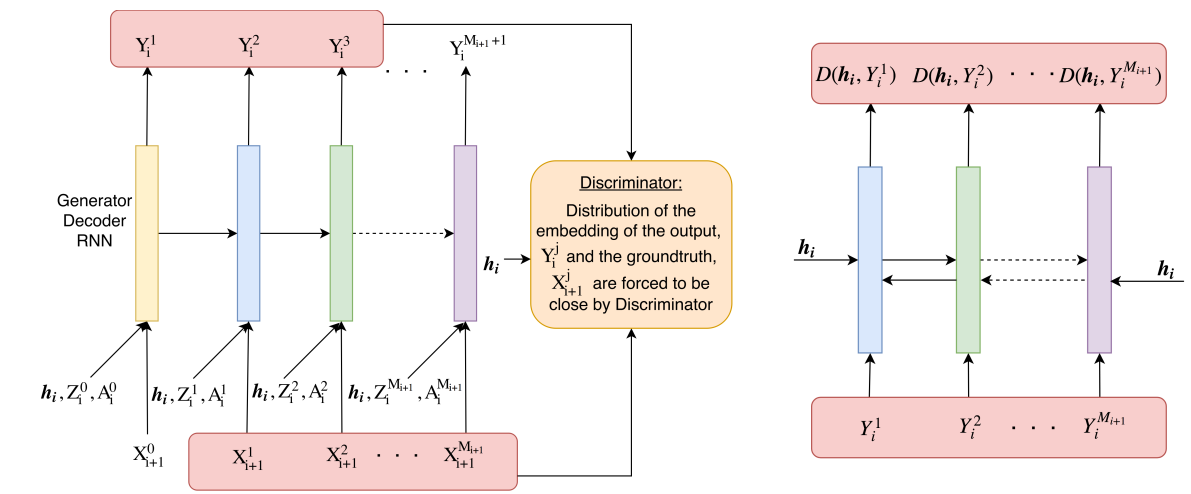 Y_i^1 Y_i^2 Y_i^3 . . . Y_i^{M_{i+1}+1}
Generator
Decoder
RNN
h_i
Discriminator:
Distribution of the
embedding of the output,
Y_i^j and the groundtruth,
X_{i+1}^j are forced to be
close by Discriminator
h_i, Z_i^0, A_i^0 h_i, Z_i^1, A_i^1 h_i, Z_i^2, A_i^2 h_i, Z_i^{M_{i+1}}, A_i^{M_{i+1}}
X_{i+1}^0 X_{i+1}^1 X_{i+1}^2 . . . X_{i+1}^{M_{i+1}}
D(h_i, Y_i^1) D(h_i, Y_i^2) . . . D(h_i, Y_i^{M_{i+1}})
h_i
h_i
Y_i^1 Y_i^2 . . . Y_i^{M_{i+1}}